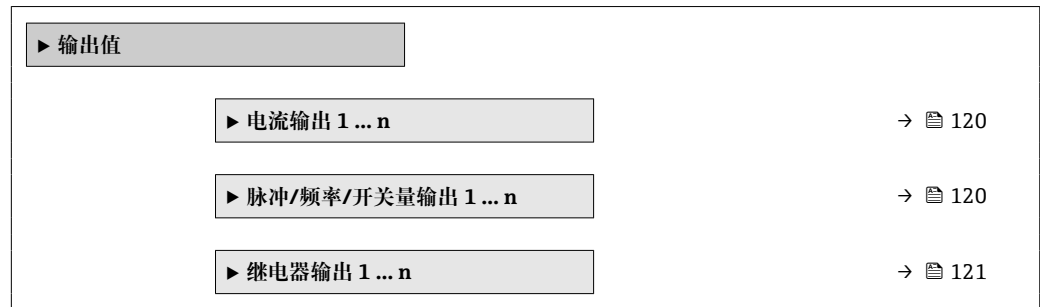 ▶ 输出值
▶ 电流输出 1 … n → 🖺 120
▶ 脉冲/频率/开关量输出 1 … n → 🖺 120
▶ 继电器输出 1 … n → 🖺 121